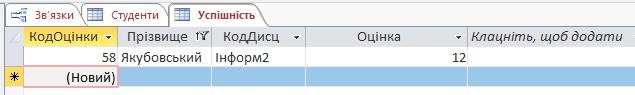 Зв'язки Студенти Успішність
КодОцінки Прізвище КодДисц Оцінка Клацніть, щоб додати
58 Якубовський Інформ2 12
(Новий)